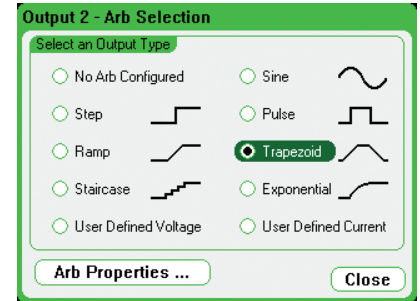 Output 2 - Arb Selection
Select an Output Type
No Arb Configured
Sine
Step
Pulse
Ramp
Trapezoid
Staircase
Exponential
User Defined Voltage
User Defined Current
Arb Properties ...
Close